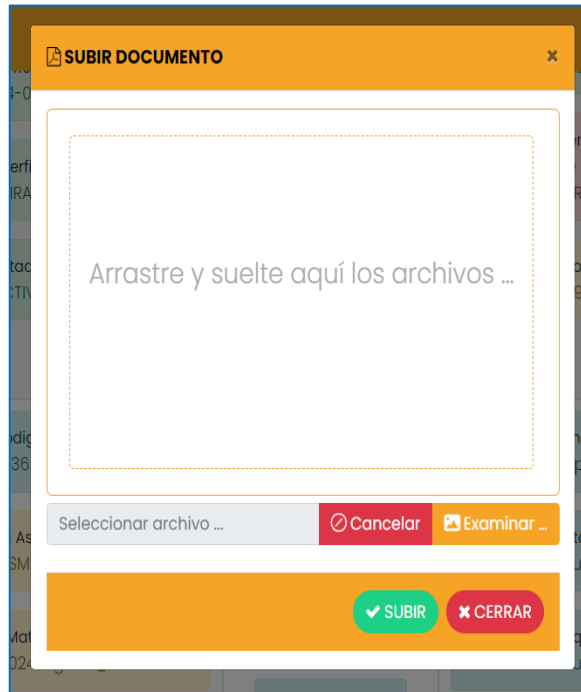 SUBIR DOCUMENTO
×
Arrastre y suelte aquí los archivos ...
Seleccionar archivo ...
Cancelar
Examinar ...
SUBIR
CERRAR